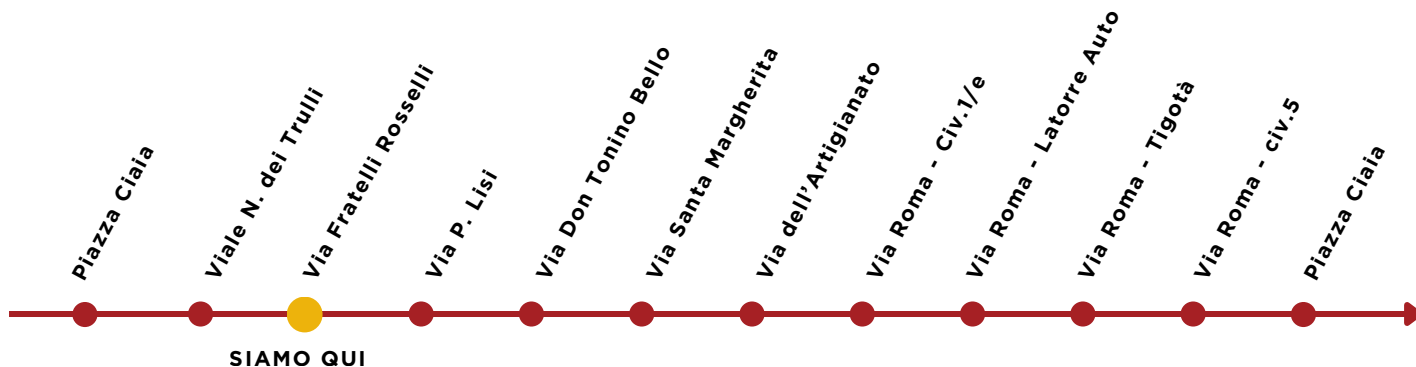 Piazza Ciaia
Viale N. dei Trulli
Via Fratelli Rosselli
Via P. Lisi
Via Don Tonino Bello
Via Santa Margherita
Via dell'Artigianato
Via Roma - Civ.1/e
Via Roma - Latorre Auto
Via Roma - Tigotà
Via Roma - civ.5
Piazza Ciaia
SIAMO QUI